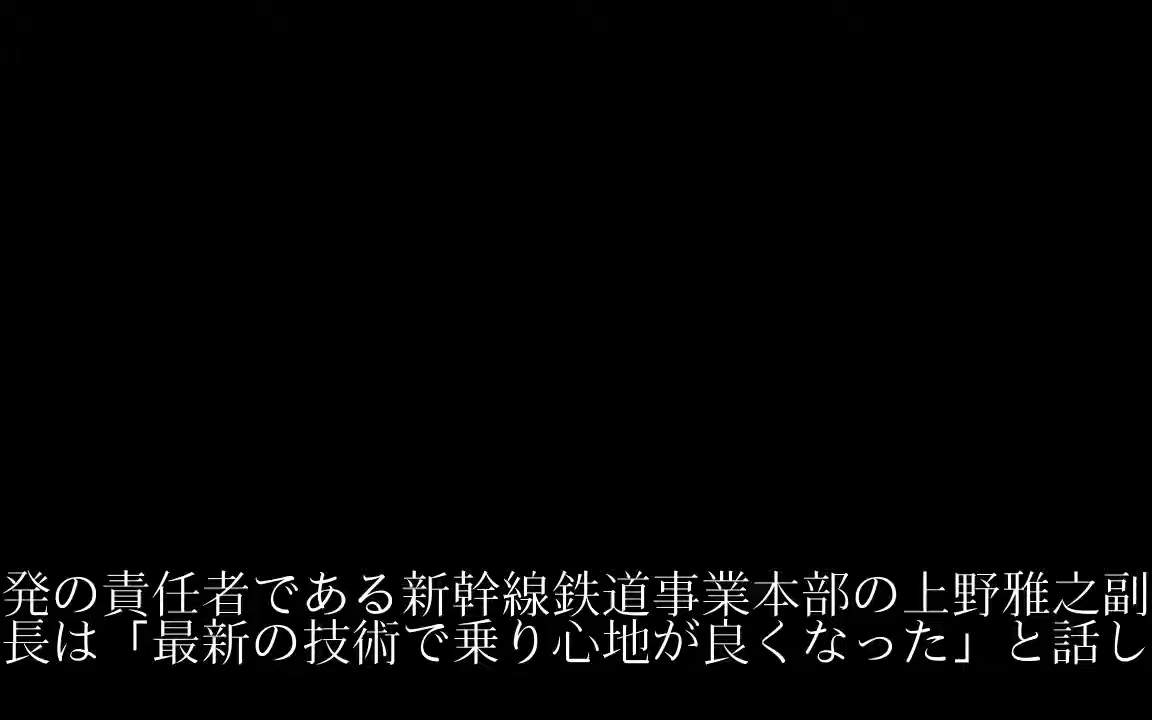 発の責任者である新幹線鉄道事業本部の上野雅之副
長は「最新の技術で乗り心地が良くなった」と話し